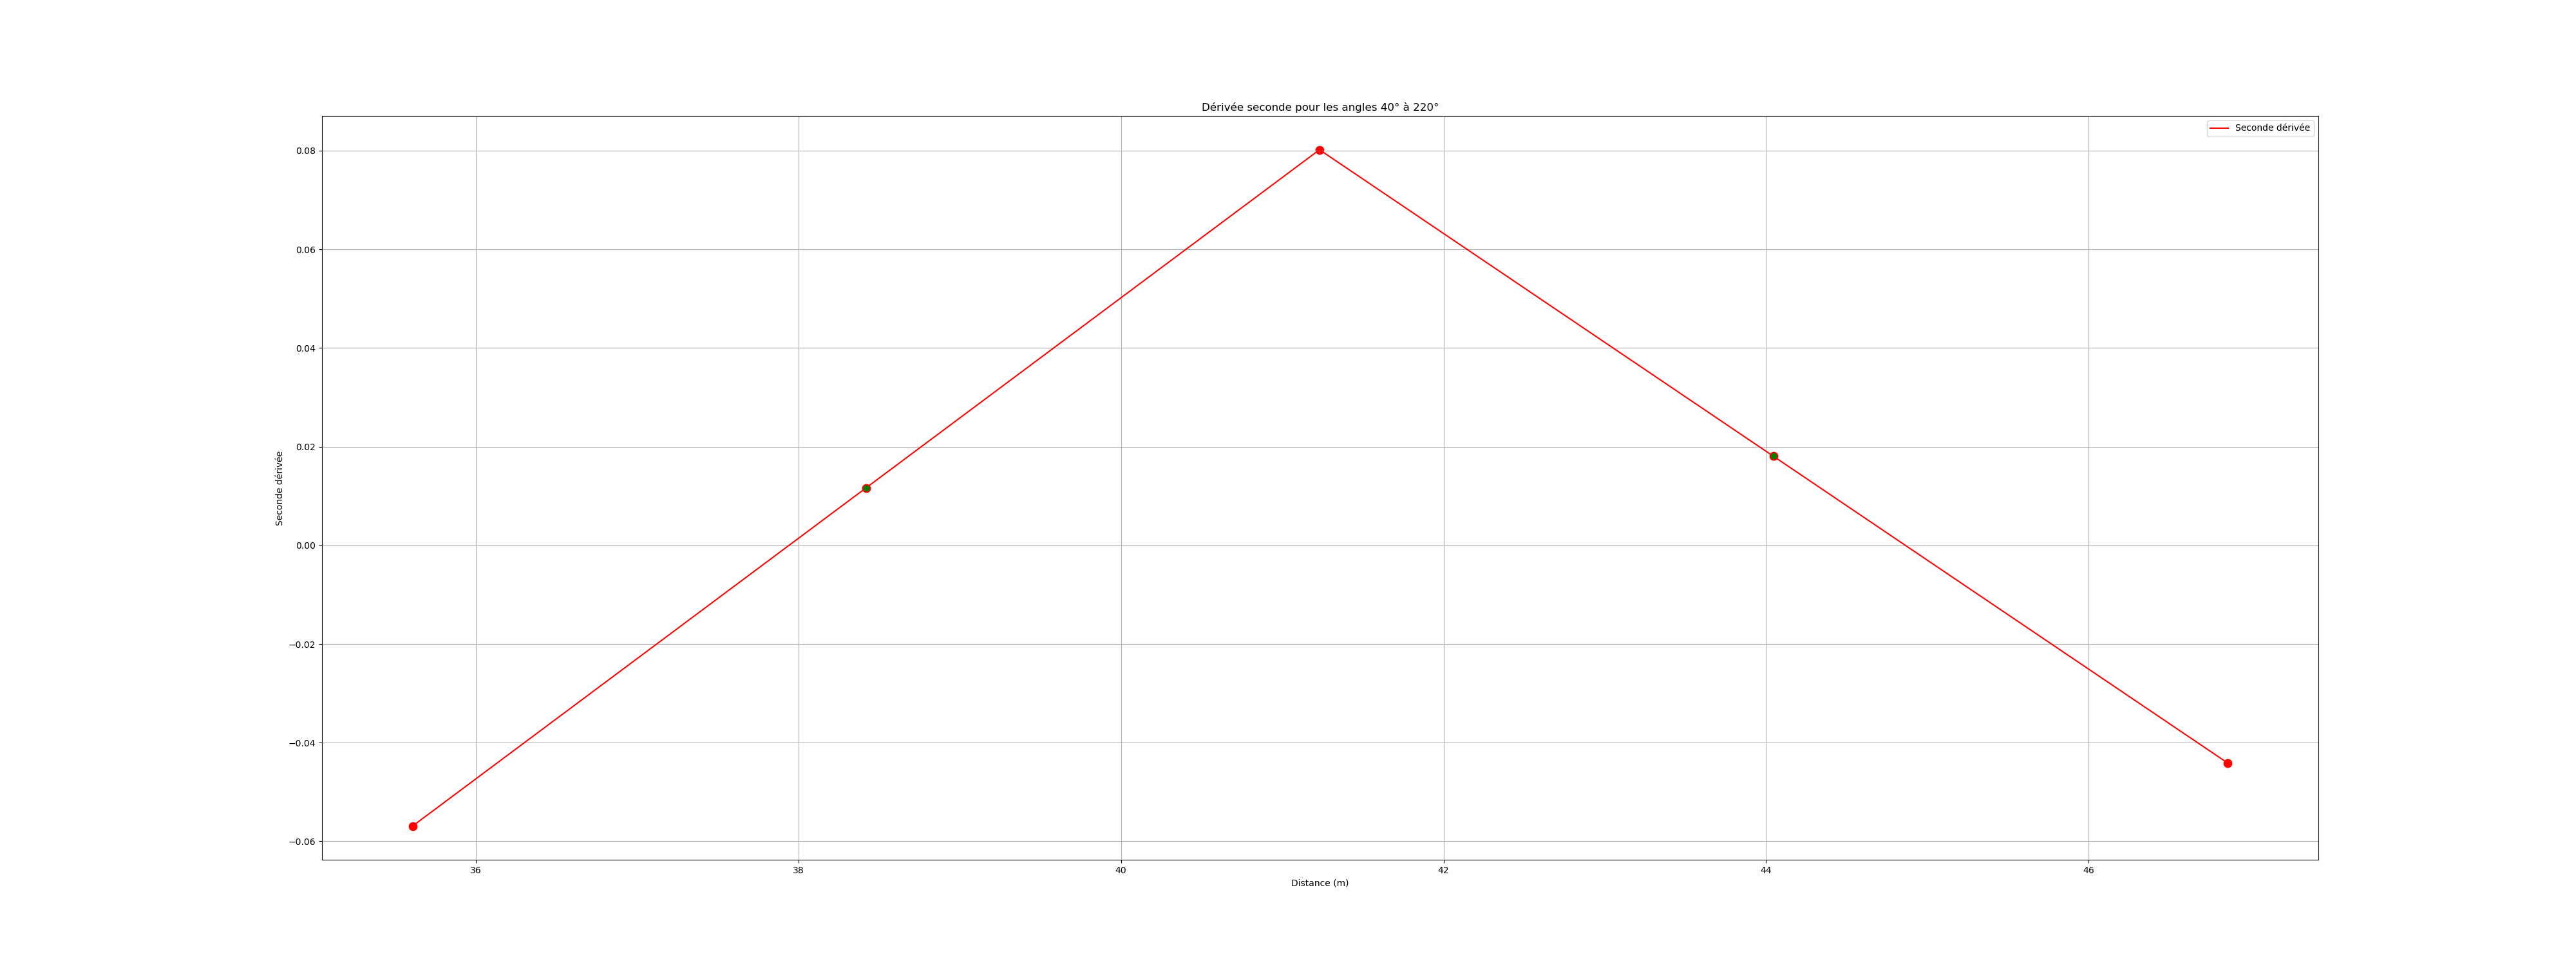 Dérivée seconde pour les angles 40° à 220°
Seconde dérivée
0.08
0.06
0.04
0.02
0.00
−0.02
−0.04
−0.06
Seconde dérivée
36 38 40 42 44 46
Distance (m)